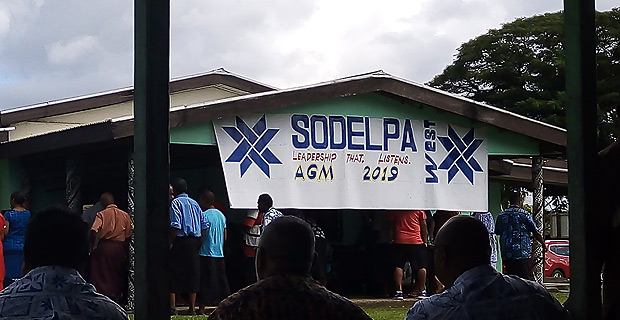 SODELPA
LEADERSHIP THAT, LISTENS.
AGM 2019
WEST